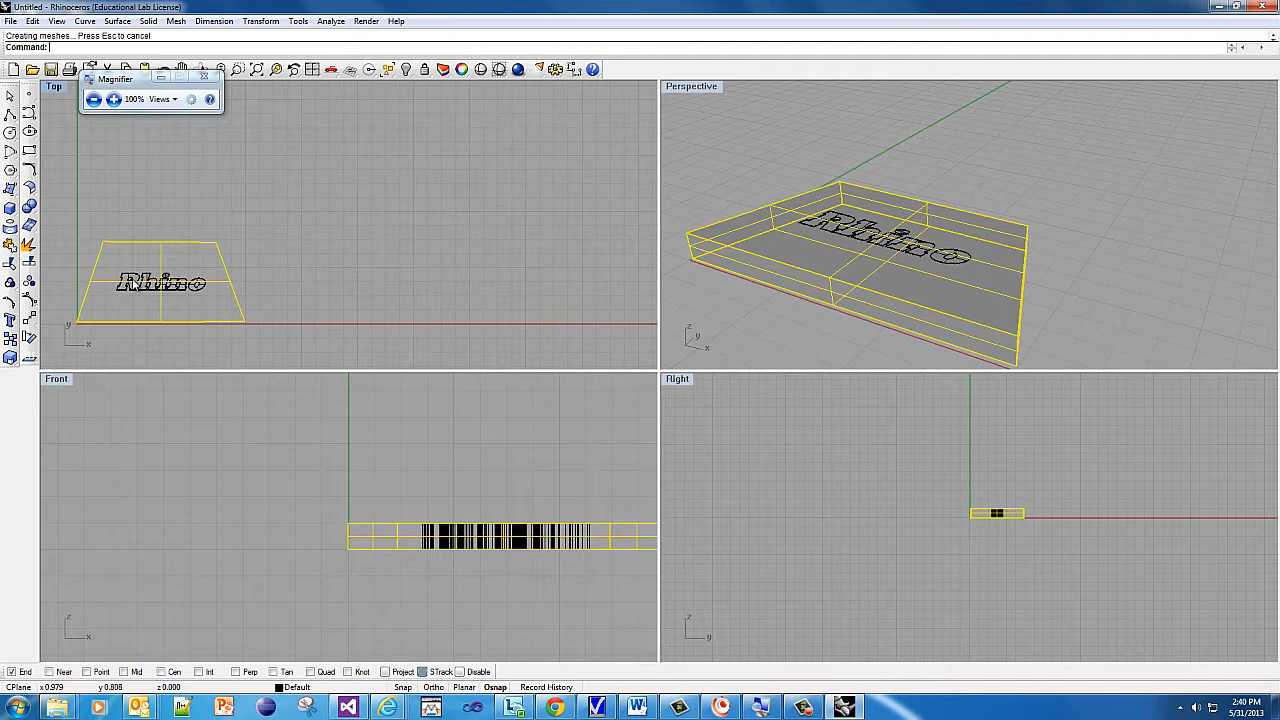 Untitled - Rhinoceros (Educational Lab License)
File Edit View Curve Surface Solid Mesh Dimension Transform Tools Analyze Render Help
Creating meshes... Press Esc to cancel
Command:
Magnifier
100% Views
Top
Perspective
Rhino
Rhino
y
x
z
y
x
Front
Right
z
x
z
y
End Near Point Mid Cen Int Perp Tan Quad Knot Project STrack Disable
CPlane x 0.979 y 0.808 z 0.000 Default Snap Ortho Planar Osnap Record History
2:40 PM
5/31/2013